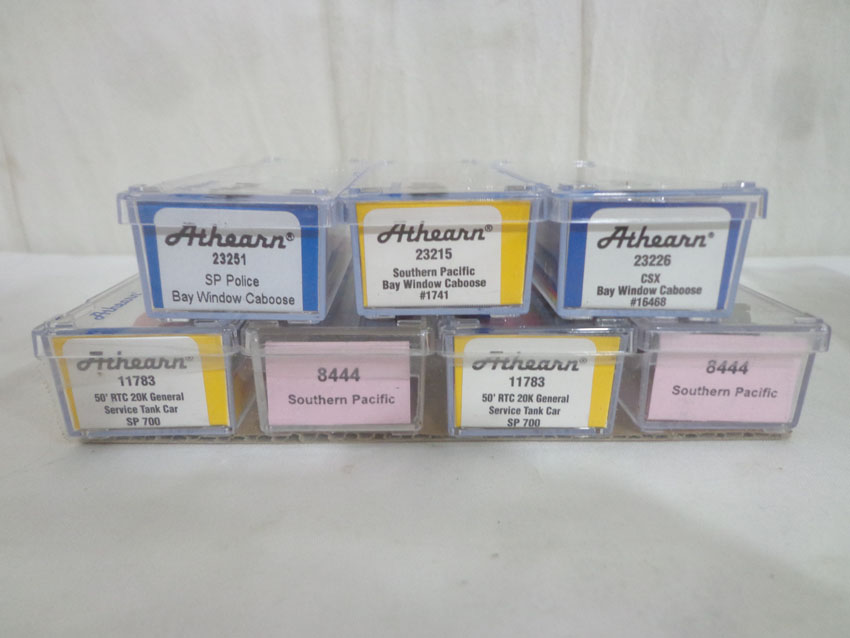 Athearn®
23251
SP Police
Bay Window Caboose
Athearn®
23215
Southern Pacific
Bay Window Caboose
#1741
Athearn®
23226
CSX
Bay Window Caboose
#16468
Athearn
Athearn®
11783
50' RTC 20K General
Service Tank Car
SP 700
8444
Southern Pacific
Athearn®
11783
50' RTC 20K General
Service Tank Car
SP 700
8444
Southern Pacific